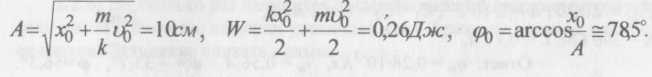 A = √(x₀² + (m/k)υ₀²) = 10см, W = kx₀²/2 + mυ₀²/2 = 0,26Дж, φ₀ = arccos x₀/A ≅ 78,5°.